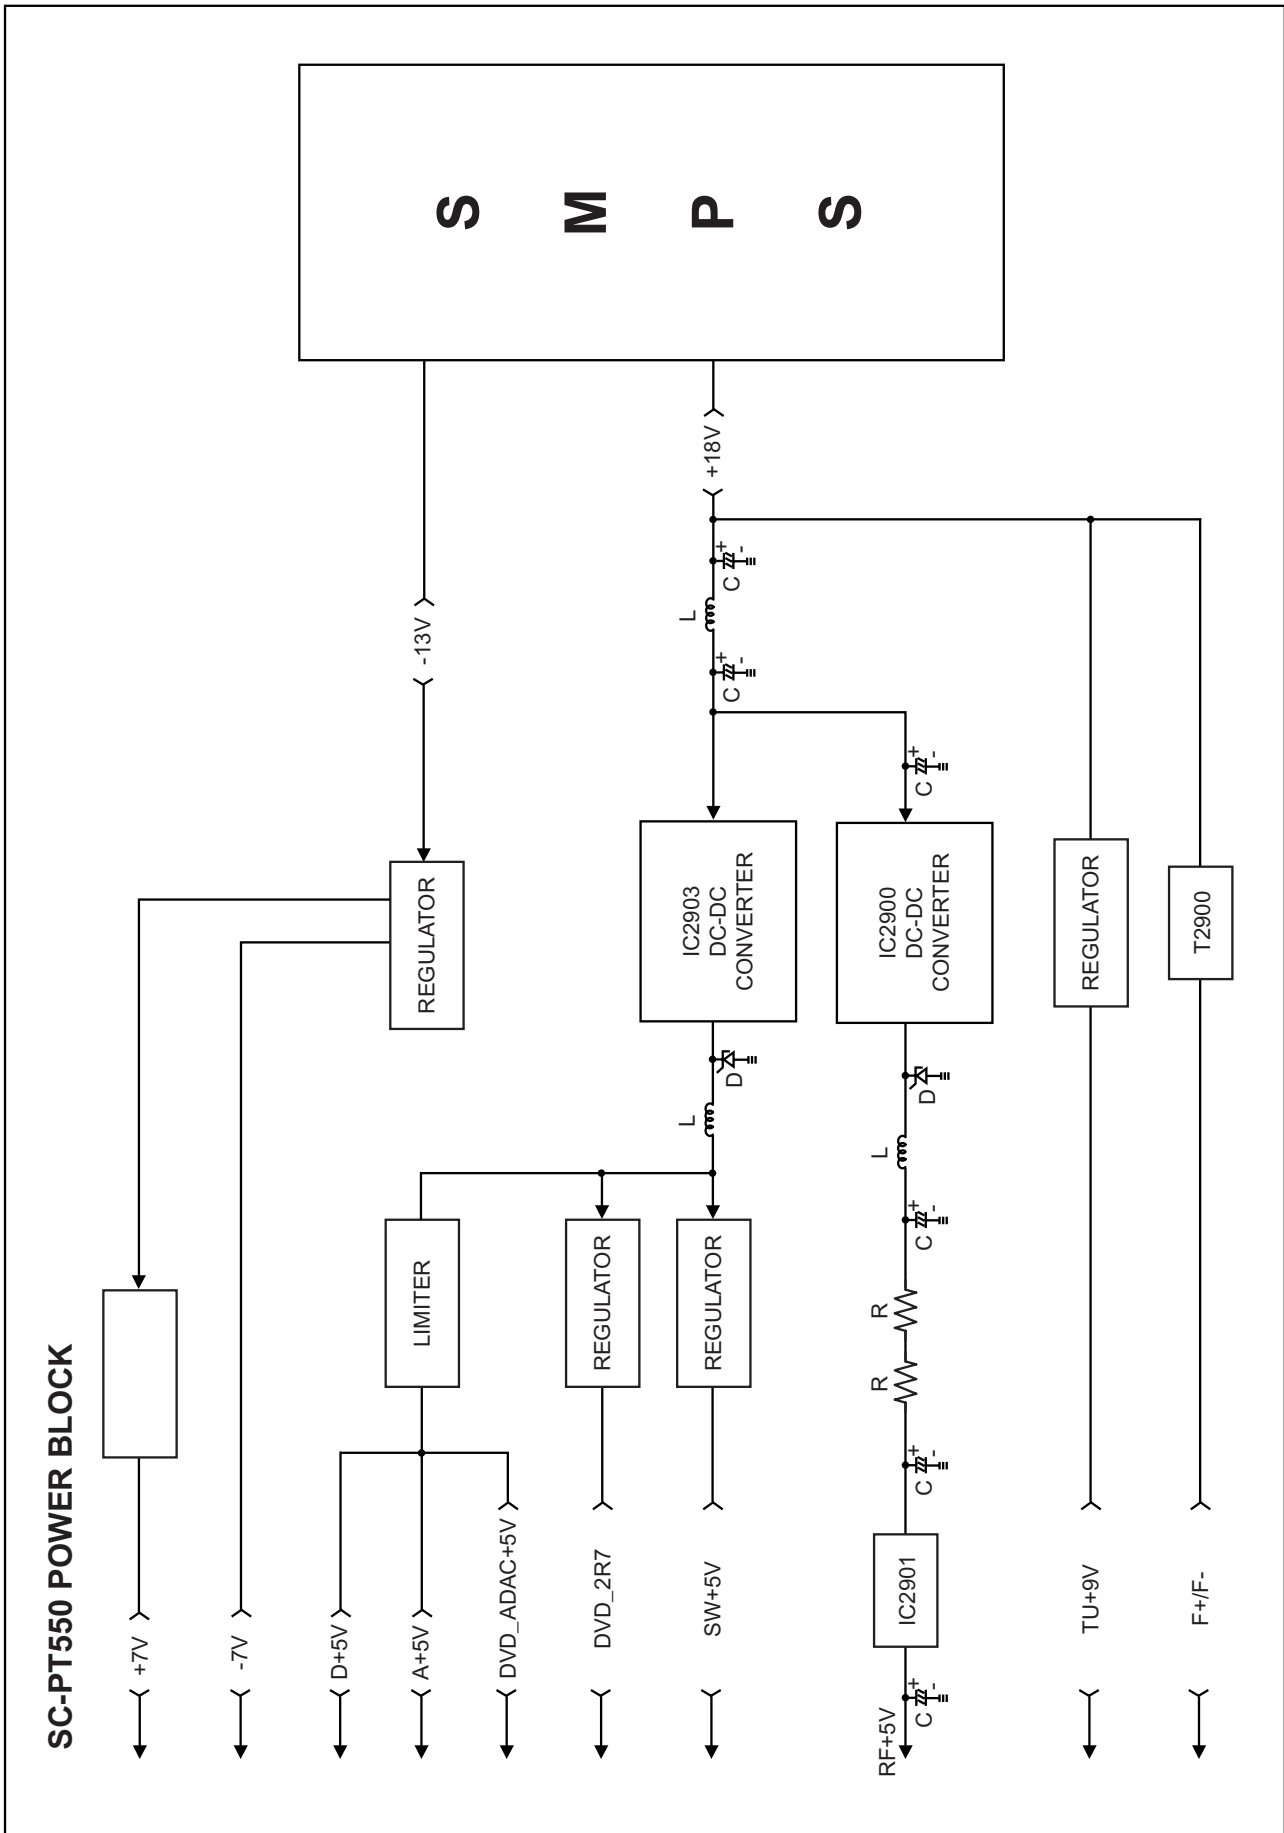 SC-PT550 POWER BLOCK
+7V
-7V
REGULATOR
-13V
S M P S
D+5V
A+5V
DVD_ADAC+5V
LIMITER
DVD_2R7
REGULATOR
SW+5V
REGULATOR
L
D
IC2903
DC-DC
CONVERTER
C
+
-
L
C
+
-
+18V
RF+5V
C
+
-
IC2901
C
+
-
R
R
C
+
-
L
D
IC2900
DC-DC
CONVERTER
C
+
-
TU+9V
REGULATOR
F+/F-
T2900